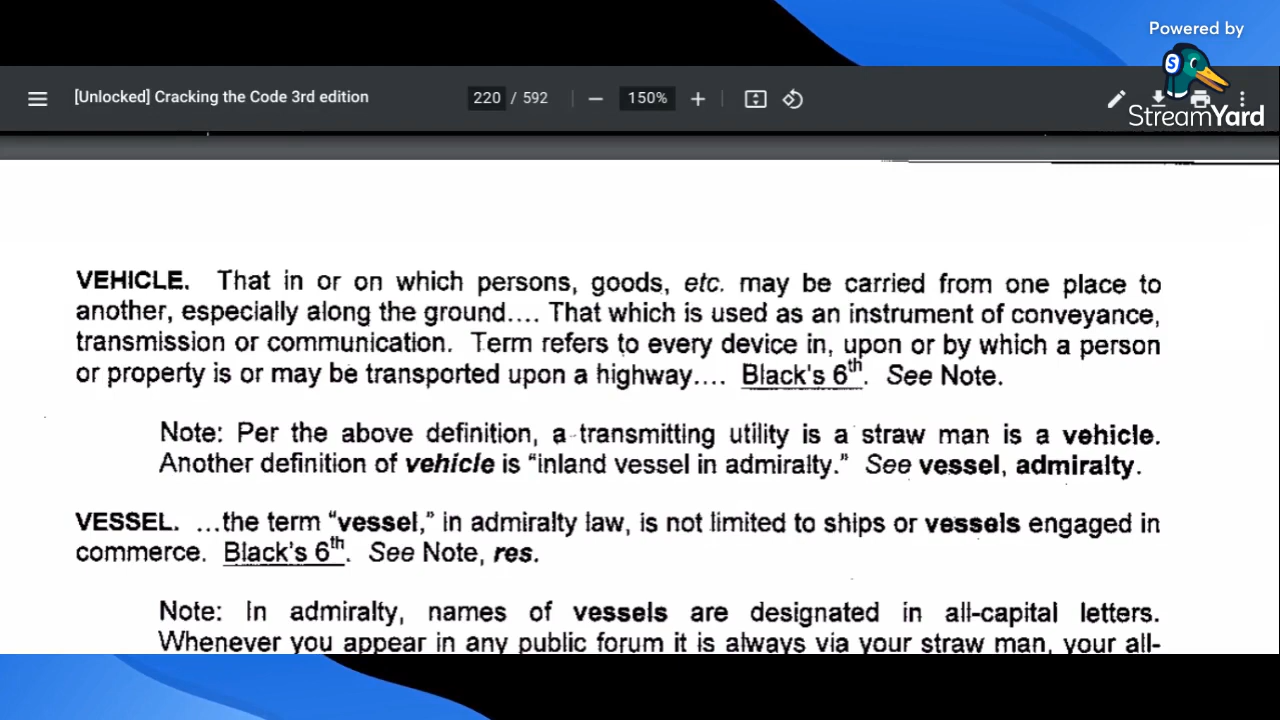 Powered by
StreamYard
[Unlocked] Cracking the Code 3rd edition
220 / 592
150%
VEHICLE. That in or on which persons, goods, etc. may be carried from one place to
another, especially along the ground.... That which is used as an instrument of conveyance,
transmission or communication. Term refers to every device in, upon or by which a person
or property is or may be transported upon a highway.... Black's 6th. See Note.
Note: Per the above definition, a transmitting utility is a straw man is a vehicle.
Another definition of vehicle is “inland vessel in admiralty.” See vessel, admiralty.
VESSEL. ...the term “vessel,” in admiralty law, is not limited to ships or vessels engaged in
commerce. Black's 6th. See Note, res.
Note: In admiralty, names of vessels are designated in all-capital letters.
Whenever you appear in any public forum it is always via your straw man, your all-